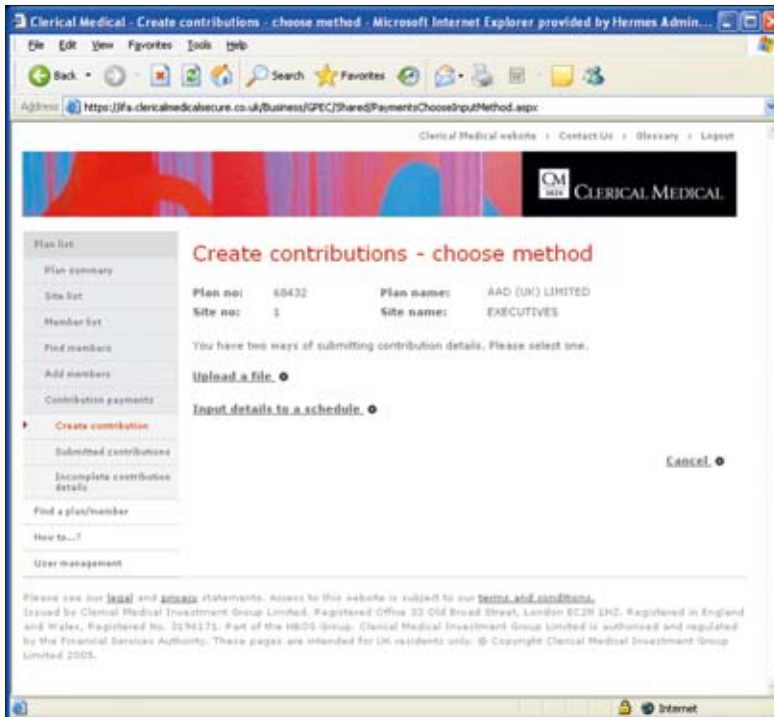 Clerical Medical - Create contributions - choose method - Microsoft Internet Explorer provided by Hermes Admin...
File Edit View Favorites Tools Help
Back Search Favorites
Address https://ifa.clericalmedicalsecure.co.uk/Business/GPEC/Shared/PaymentsChooseInputMethod.aspx
Clerical Medical website Contact Us Glossary Logout
CM
CLERICAL MEDICAL
Plan list
Plan summary
Site list
Member list
Find members
Add members
Contribution payments
Create contribution
Submitted contributions
Incomplete contribution
details
Find a plan/member
How to...?
User management
Create contributions - choose method
Plan no: 68432 Plan name: AAD (UK) LIMITED
Site no: 1 Site name: EXECUTIVES
You have two ways of submitting contribution details. Please select one.
Upload a file
Input details to a schedule
Cancel
Please see our legal and privacy statements. Access to this website is subject to our terms and conditions.
Issued by Clerical Medical Investment Group Limited. Registered Office 33 Old Broad Street, London EC2N 1HZ. Registered in England
and Wales, Registered No. 3196171. Part of the HBOS Group. Clerical Medical Investment Group Limited is authorised and regulated
by the Financial Services Authority. These pages are intended for UK residents only. © Copyright Clerical Medical Investment Group
Limited 2005.
Internet